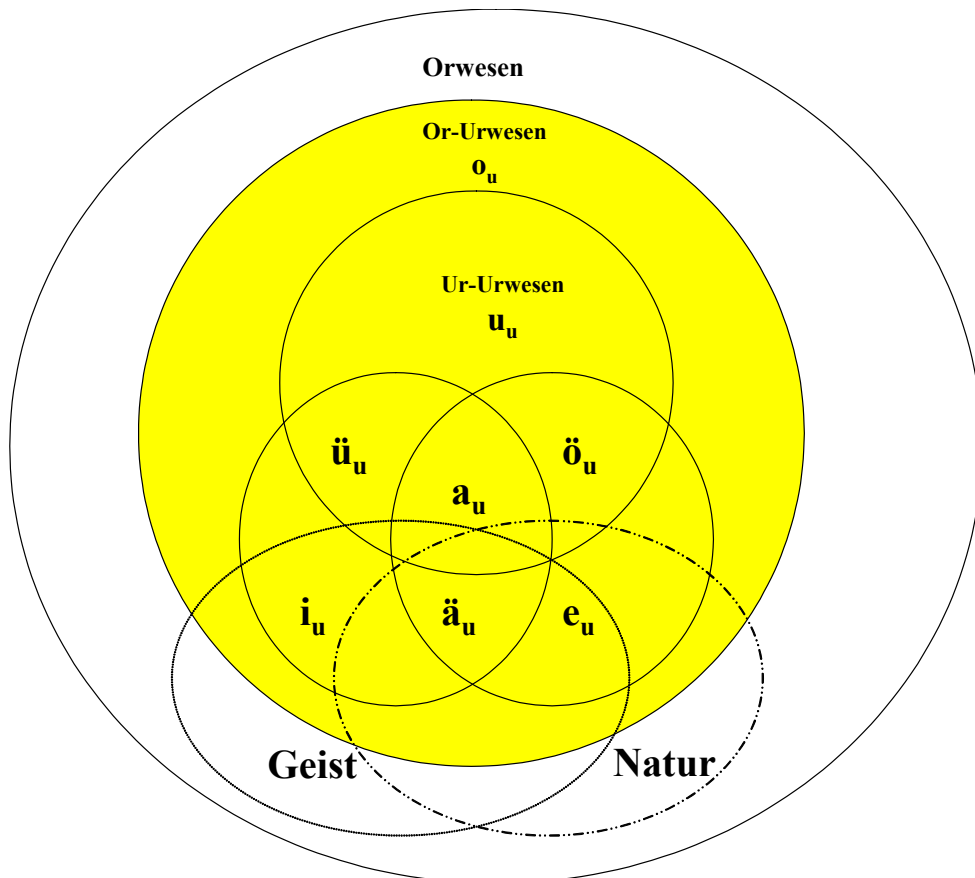 Orwesen
Or-Urwesen
oᵤ
Ur-Urwesen
uᵤ
üᵤ
öᵤ
aᵤ
iᵤ
äᵤ
eᵤ
Geist
Natur